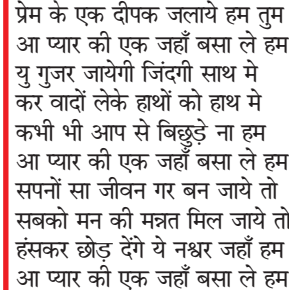 प्रेम के एक दीपक जलाये हम तुम
आ प्यार की एक जहाँ बसा ले हम
यु गुजर जायेगी जिंदगी साथ मे
कर वादों लेके हाथों को हाथ मे
कभी भी आप से बिछुड़े ना हम
आ प्यार की एक जहाँ बसा ले हम
सपनों सा जीवन गर बन जाये तो
सबको मन की मन्नत मिल जाये तो
हंसकर छोड़ देंगे ये नश्वर जहाँ हम
आ प्यार की एक जहाँ बसा ले हम